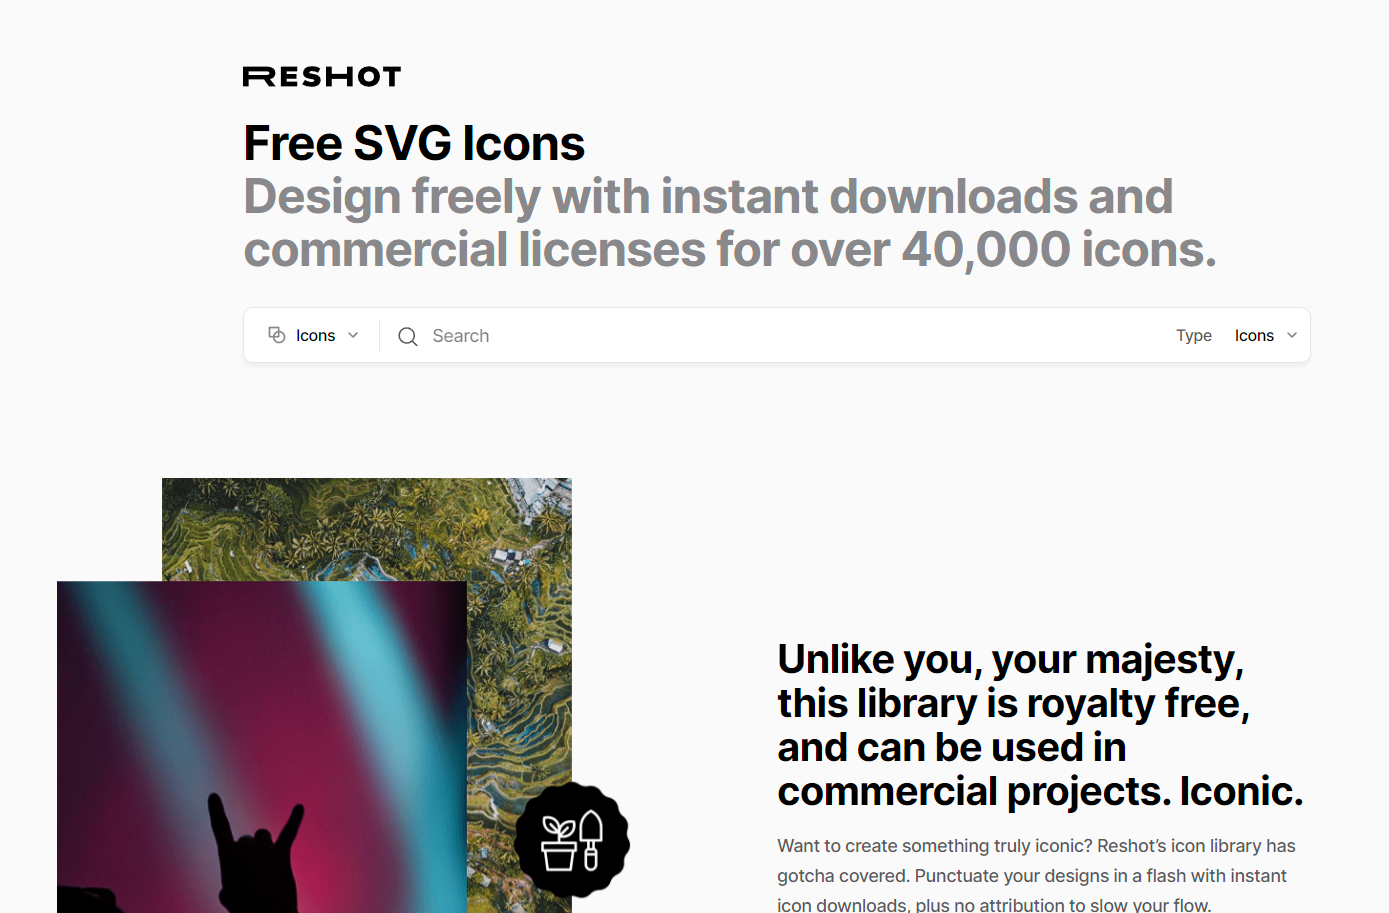 RESHOT
Free SVG Icons
Design freely with instant downloads and
commercial licenses for over 40,000 icons.
Icons Search Type Icons
Unlike you, your majesty,
this library is royalty free,
and can be used in
commercial projects. Iconic.
Want to create something truly iconic? Reshot’s icon library has
gotcha covered. Punctuate your designs in a flash with instant
icon downloads, plus no attribution to slow your flow.